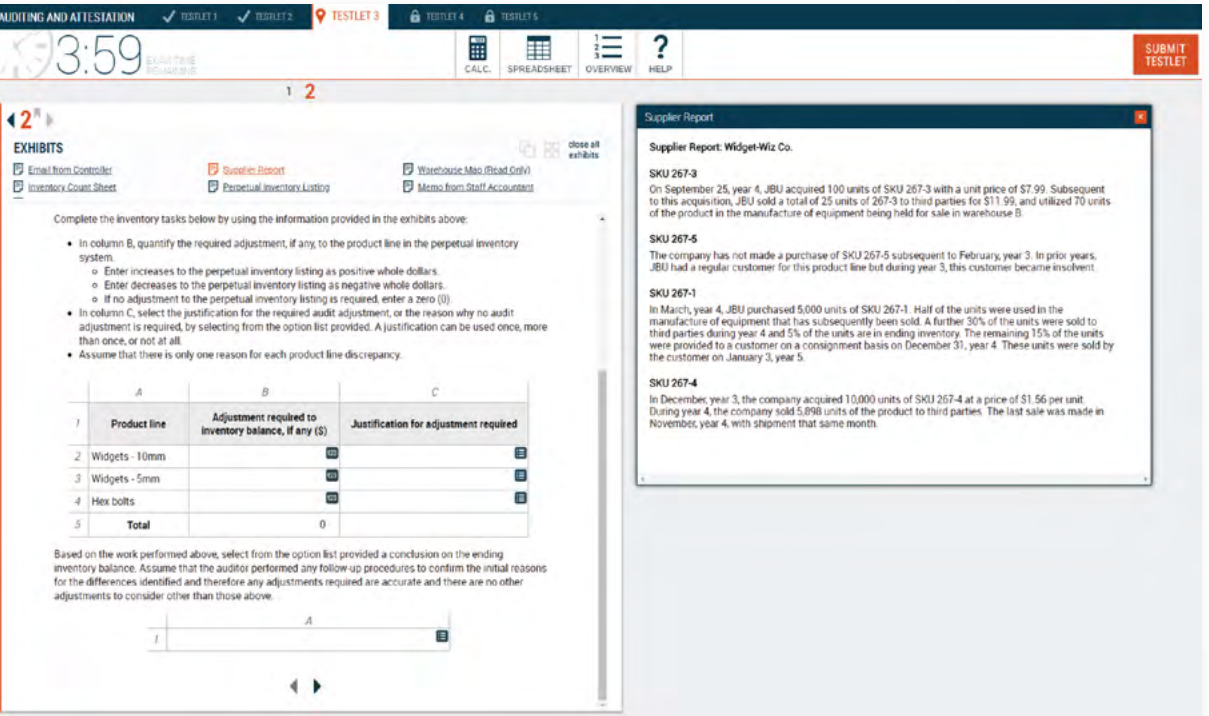 AUDITING AND ATTESTATION
TESTLET 1
TESTLET 2
TESTLET 3
TESTLET 4
TESTLET 5
3:59
EXAM TIME
REMAINING
CALC.
SPREADSHEET
OVERVIEW
HELP
SUBMIT
TESTLET
1 2
2
EXHIBITS
close all
exhibits
Email from Controller
Supplier Report
Warehouse Map (Read Only)
Inventory Count Sheet
Perpetual Inventory Listing
Memo from Staff Accountant
Complete the inventory tasks below by using the information provided in the exhibits above:
• In column B, quantify the required adjustment, if any, to the product line in the perpetual inventory
system.
o Enter increases to the perpetual inventory listing as positive whole dollars.
o Enter decreases to the perpetual inventory listing as negative whole dollars.
o If no adjustment to the perpetual inventory listing is required, enter a zero (0).
• In column C, select the justification for the required audit adjustment, or the reason why no audit
adjustment is required, by selecting from the option list provided. A justification can be used once, more
than once, or not at all.
• Assume that there is only one reason for each product line discrepancy.
A B C
1 Product line Adjustment required to
inventory balance, if any ($) Justification for adjustment required
2 Widgets - 10mm
3 Widgets - 5mm
4 Hex bolts
5 Total 0
Based on the work performed above, select from the option list provided a conclusion on the ending
inventory balance. Assume that the auditor performed any follow-up procedures to confirm the initial reasons
for the differences identified and therefore any adjustments required are accurate and there are no other
adjustments to consider other than those above.
A
1
Supplier Report
Supplier Report: Widget-Wiz Co.
SKU 267-3
On September 25, year 4, JBU acquired 100 units of SKU 267-3 with a unit price of $7.99. Subsequent
to this acquisition, JBU sold a total of 25 units of 267-3 to third parties for $11.99, and utilized 70 units
of the product in the manufacture of equipment being held for sale in warehouse B.
SKU 267-5
The company has not made a purchase of SKU 267-5 subsequent to February, year 3. In prior years,
JBU had a regular customer for this product line but during year 3, this customer became insolvent.
SKU 267-1
In March, year 4, JBU purchased 5,000 units of SKU 267-1. Half of the units were used in the
manufacture of equipment that has subsequently been sold. A further 30% of the units were sold to
third parties during year 4 and 5% of the units are in ending inventory. The remaining 15% of the units
were provided to a customer on a consignment basis on December 31, year 4. These units were sold by
the customer on January 3, year 5.
SKU 267-4
In December, year 3, the company acquired 10,000 units of SKU 267-4 at a price of $1.56 per unit.
During year 4, the company sold 5,898 units of the product to third parties. The last sale was made in
November, year 4, with shipment that same month.